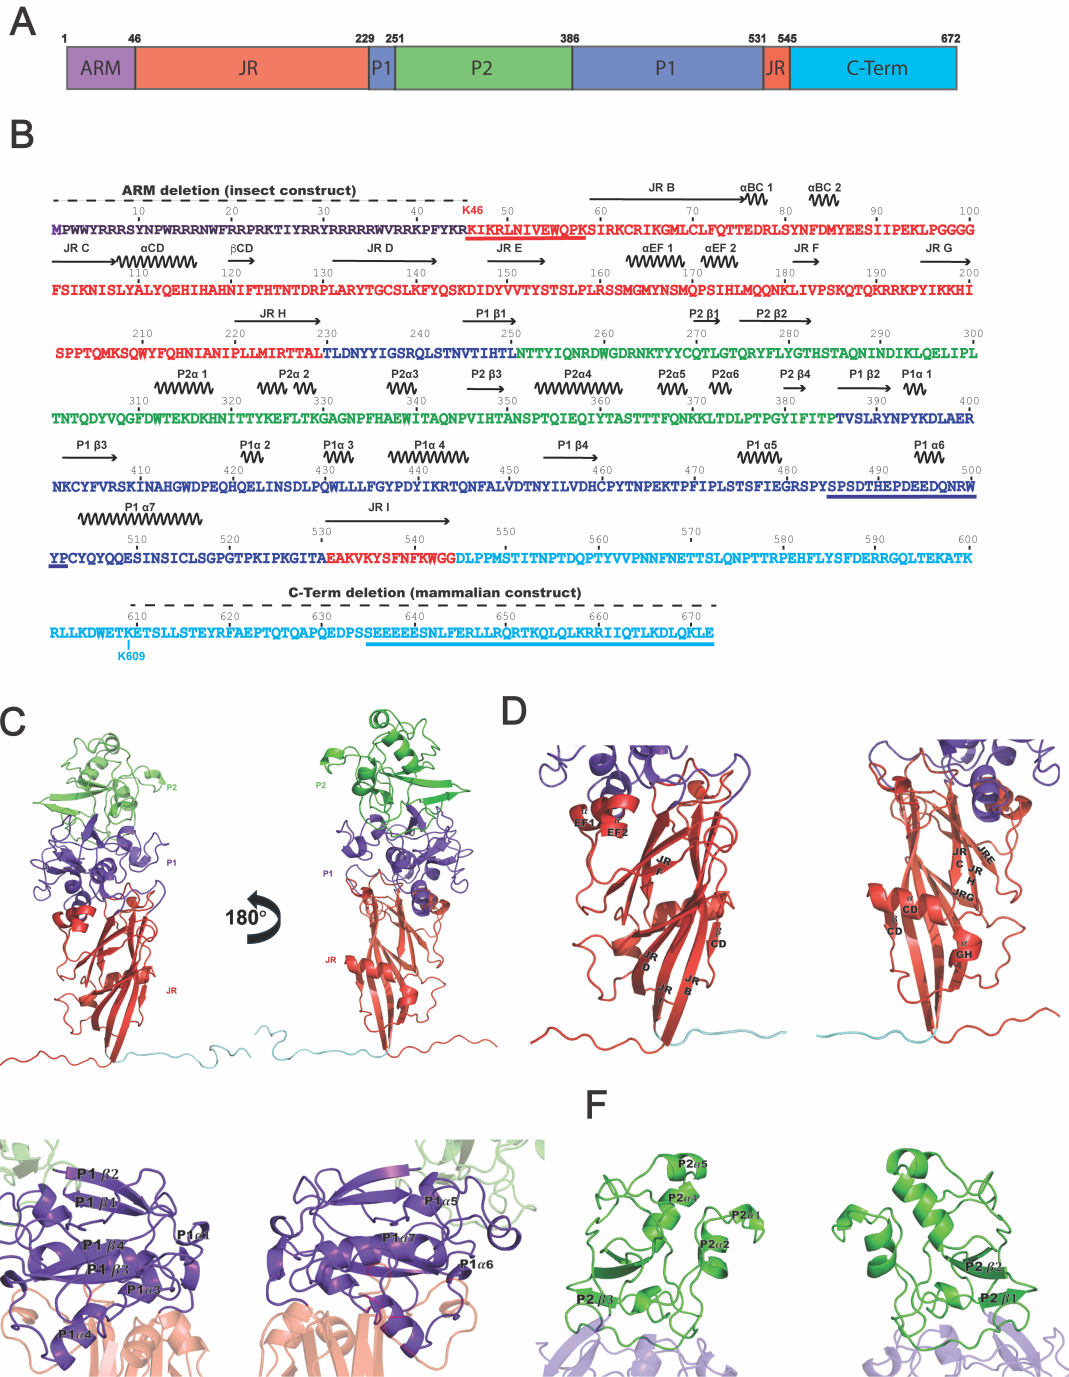 A
1 46 229 251 386 531 545 672
ARM JR P1 P2 P1 JR C-Term
B
ARM deletion (insect construct) JR B αBC 1 αBC 2
10 20 30 40 K46 50 60 70 80 90 100
MPWWYRRRSYNPWRRRNWFRRPRKTIYRRYRRRRRWVRRKPFYKRKIKRLNIVEWQPKSIRKCRIKGMLCLFQTTEDRLSYNFDMYEESIIPEKLPGGGG
JR C αCD βCD JR D JR E αEF 1 αEF 2 JR F JR G
110 120 130 140 150 160 170 180 190 200
FSIKNISLYALYQEHIHAHNIFTHTNTDRPLARYTGCSLKFYQSKDIDYVVTYSTSLPLRSSMGMYNSMQPSIHLMQQNKLIVPSKQTQKRRKPYIKKHI
JR H P1 β1 P2 β1 P2 β2
210 220 230 240 250 260 270 280 290 300
SPPTQMKSQWYFQHNIANIPLLMIRTTALTLDNYYIGSRQLSTNVTIHTLNTTYIQNRDWGDRNKTYYCQTLGTQRYFLYGTHSTAQNINDIKLQELIPL
P2α 1 P2α 2 P2α3 P2 β3 P2α4 P2α5 P2α6 P2 β4 P1 β2 P1α 1
310 320 330 340 350 360 370 380 390 400
TNTQDYVQGFDWTEKDKHNITTYKEFLTKGAGNPFHAEWITAQNPVIHTANSPTQIEQIYTASTTTFQNKKLTDLPTPGYIFITPTVSLRYNPYKDLAER
P1 β3 P1α 2 P1α 3 P1α 4 P1 β4 P1 α5 P1 α6
410 420 430 440 450 460 470 480 490 500
NKCYFVRSKINAHGWDPEQHQELINSDLPQWLLLFGYPDYIKRTQNFALVDTNYILVDHCPYTNPEKTPFIPLSTSFIEGRSPYSPSDTHEPDEEDQNRW
P1 α7 JR I
510 520 530 540 550 560 570 580 590 600
YPCYQYQQESINSICLSGPGTPKIPKGITAEAKVKYSFNFKWGGDLPPMSTITNPTDQPTYVVPNNFNETTSLQNPTTRPEHFLYSFDERRGQLTEKATK
C-Term deletion (mammalian construct)
610 620 630 640 650 660 670
RLLKDWETKETSLLSTEYRFAEPTQTQAPQEDPSSEEEEESNLFERLLRQRTKQLQLKRRIIQTLKDLQKLE
K609
C
P2
P1
JR
180°
P2
P1
JR
D
α
EF1
α
EF2
JR
JR
D
JR
JR
B
β
CD
JR
C
JRE
JR
H
JRG
α
CD
β
CD
α
GH
P1 β2
P1 β1
P1 β4
P1 β3
P1α1
P1α3
P1α4
P1α5
P1α7
P1α6
F
P2α5
P2α4
P2α1
P2α2
P2 β3
P2 β2
P2 β1